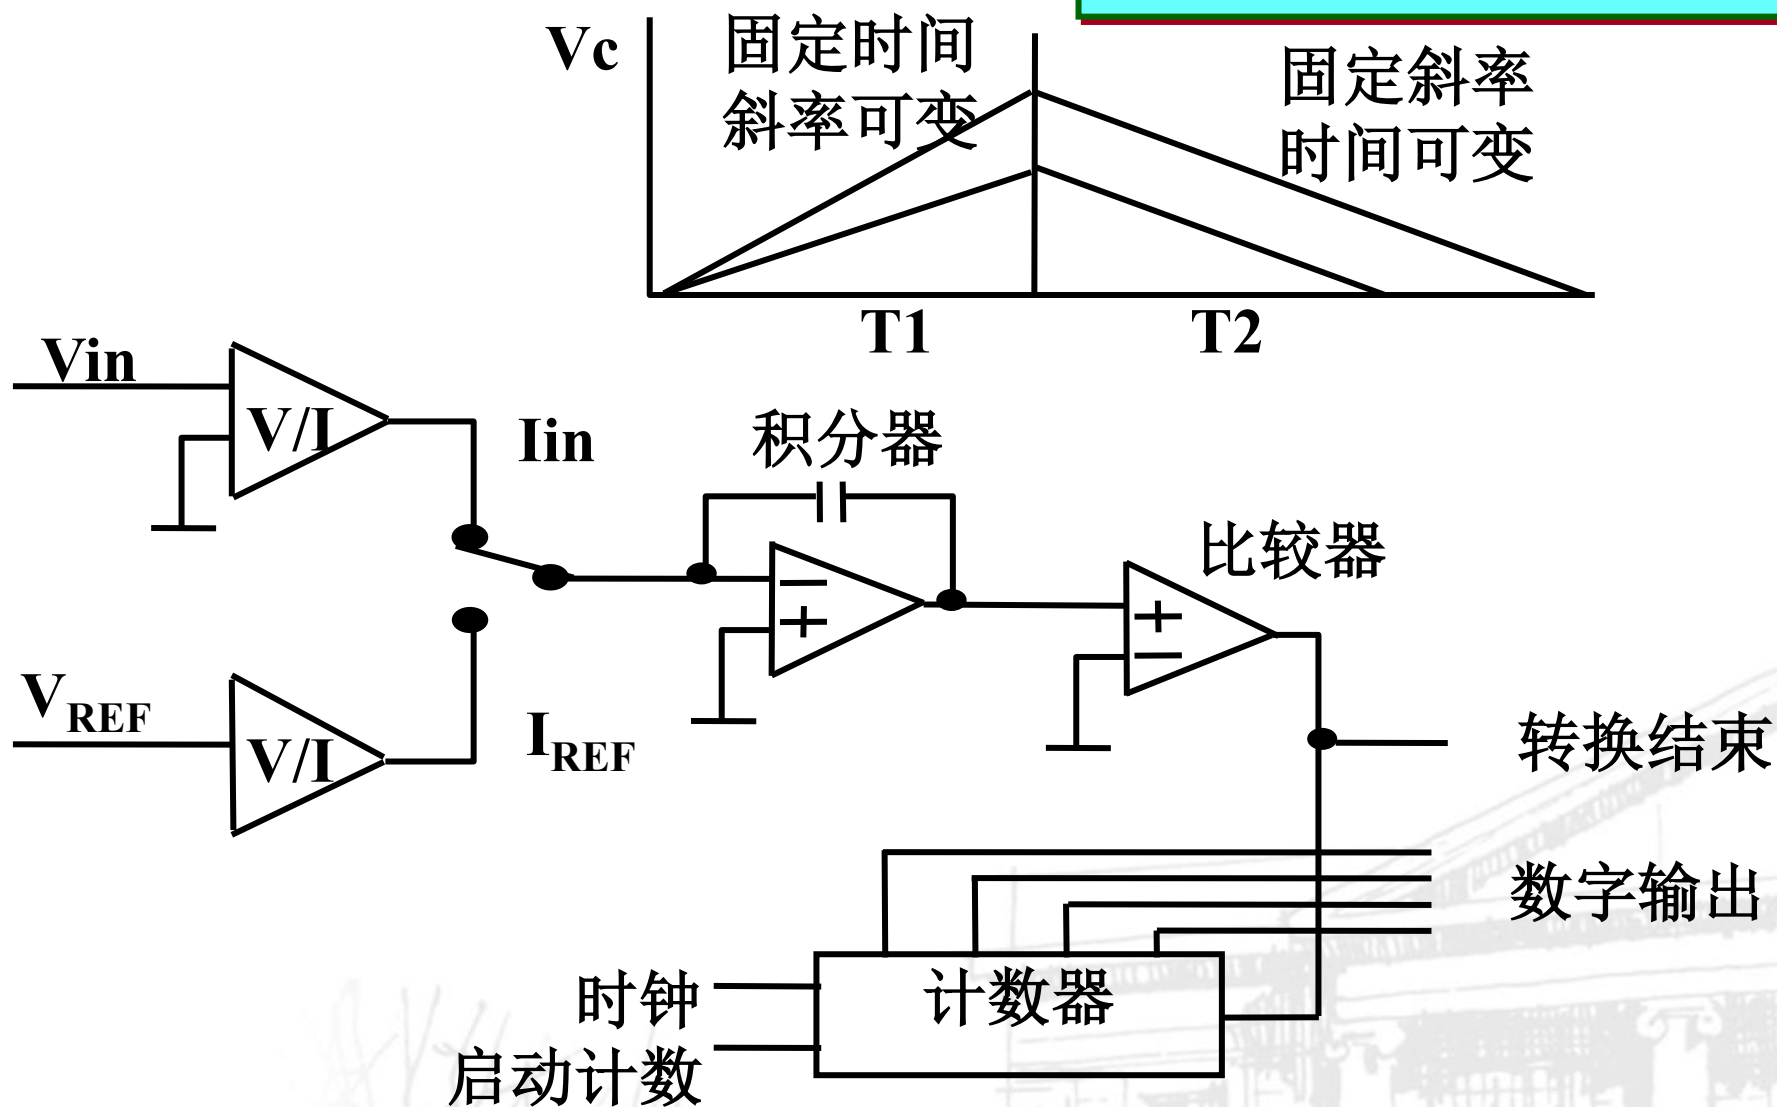 Vc
固定时间
斜率可变
固定斜率
时间可变
T1
T2
Vin
V/I
Iin
积分器
比较器
− +
+ −
V REF
V/I
I REF
转换结束
数字输出
时钟
计数器
启动计数